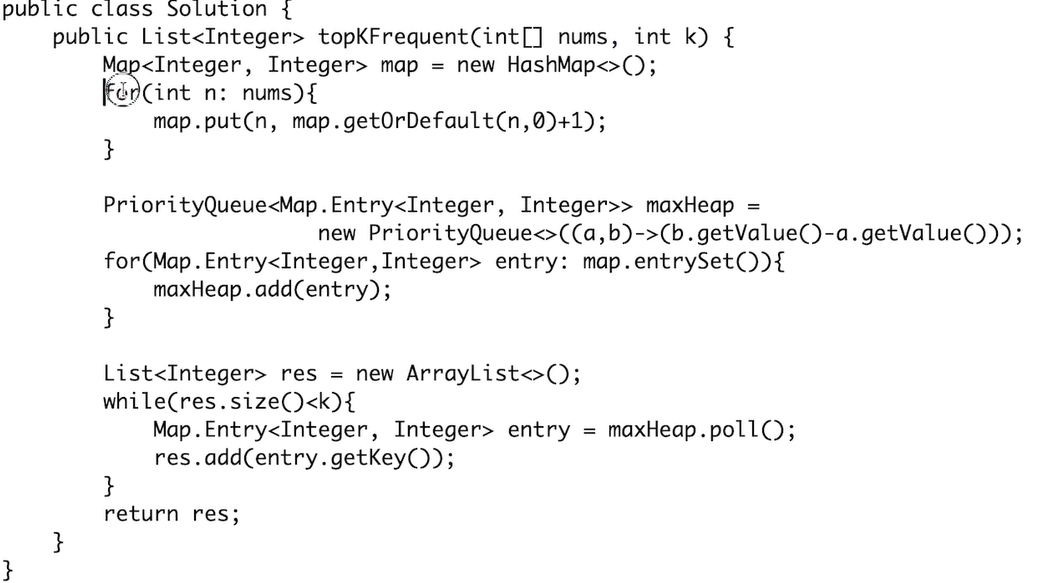 public class Solution {
    public List<Integer> topKFrequent(int[] nums, int k) {
        Map<Integer, Integer> map = new HashMap<>();
        for(int n: nums){
            map.put(n, map.getOrDefault(n,0)+1);
        }

        PriorityQueue<Map.Entry<Integer, Integer>> maxHeap =
                         new PriorityQueue<>((a,b)->(b.getValue()-a.getValue()));
        for(Map.Entry<Integer,Integer> entry: map.entrySet()){
            maxHeap.add(entry);
        }

        List<Integer> res = new ArrayList<>();
        while(res.size()<k){
            Map.Entry<Integer, Integer> entry = maxHeap.poll();
            res.add(entry.getKey());
        }
        return res;
    }
}